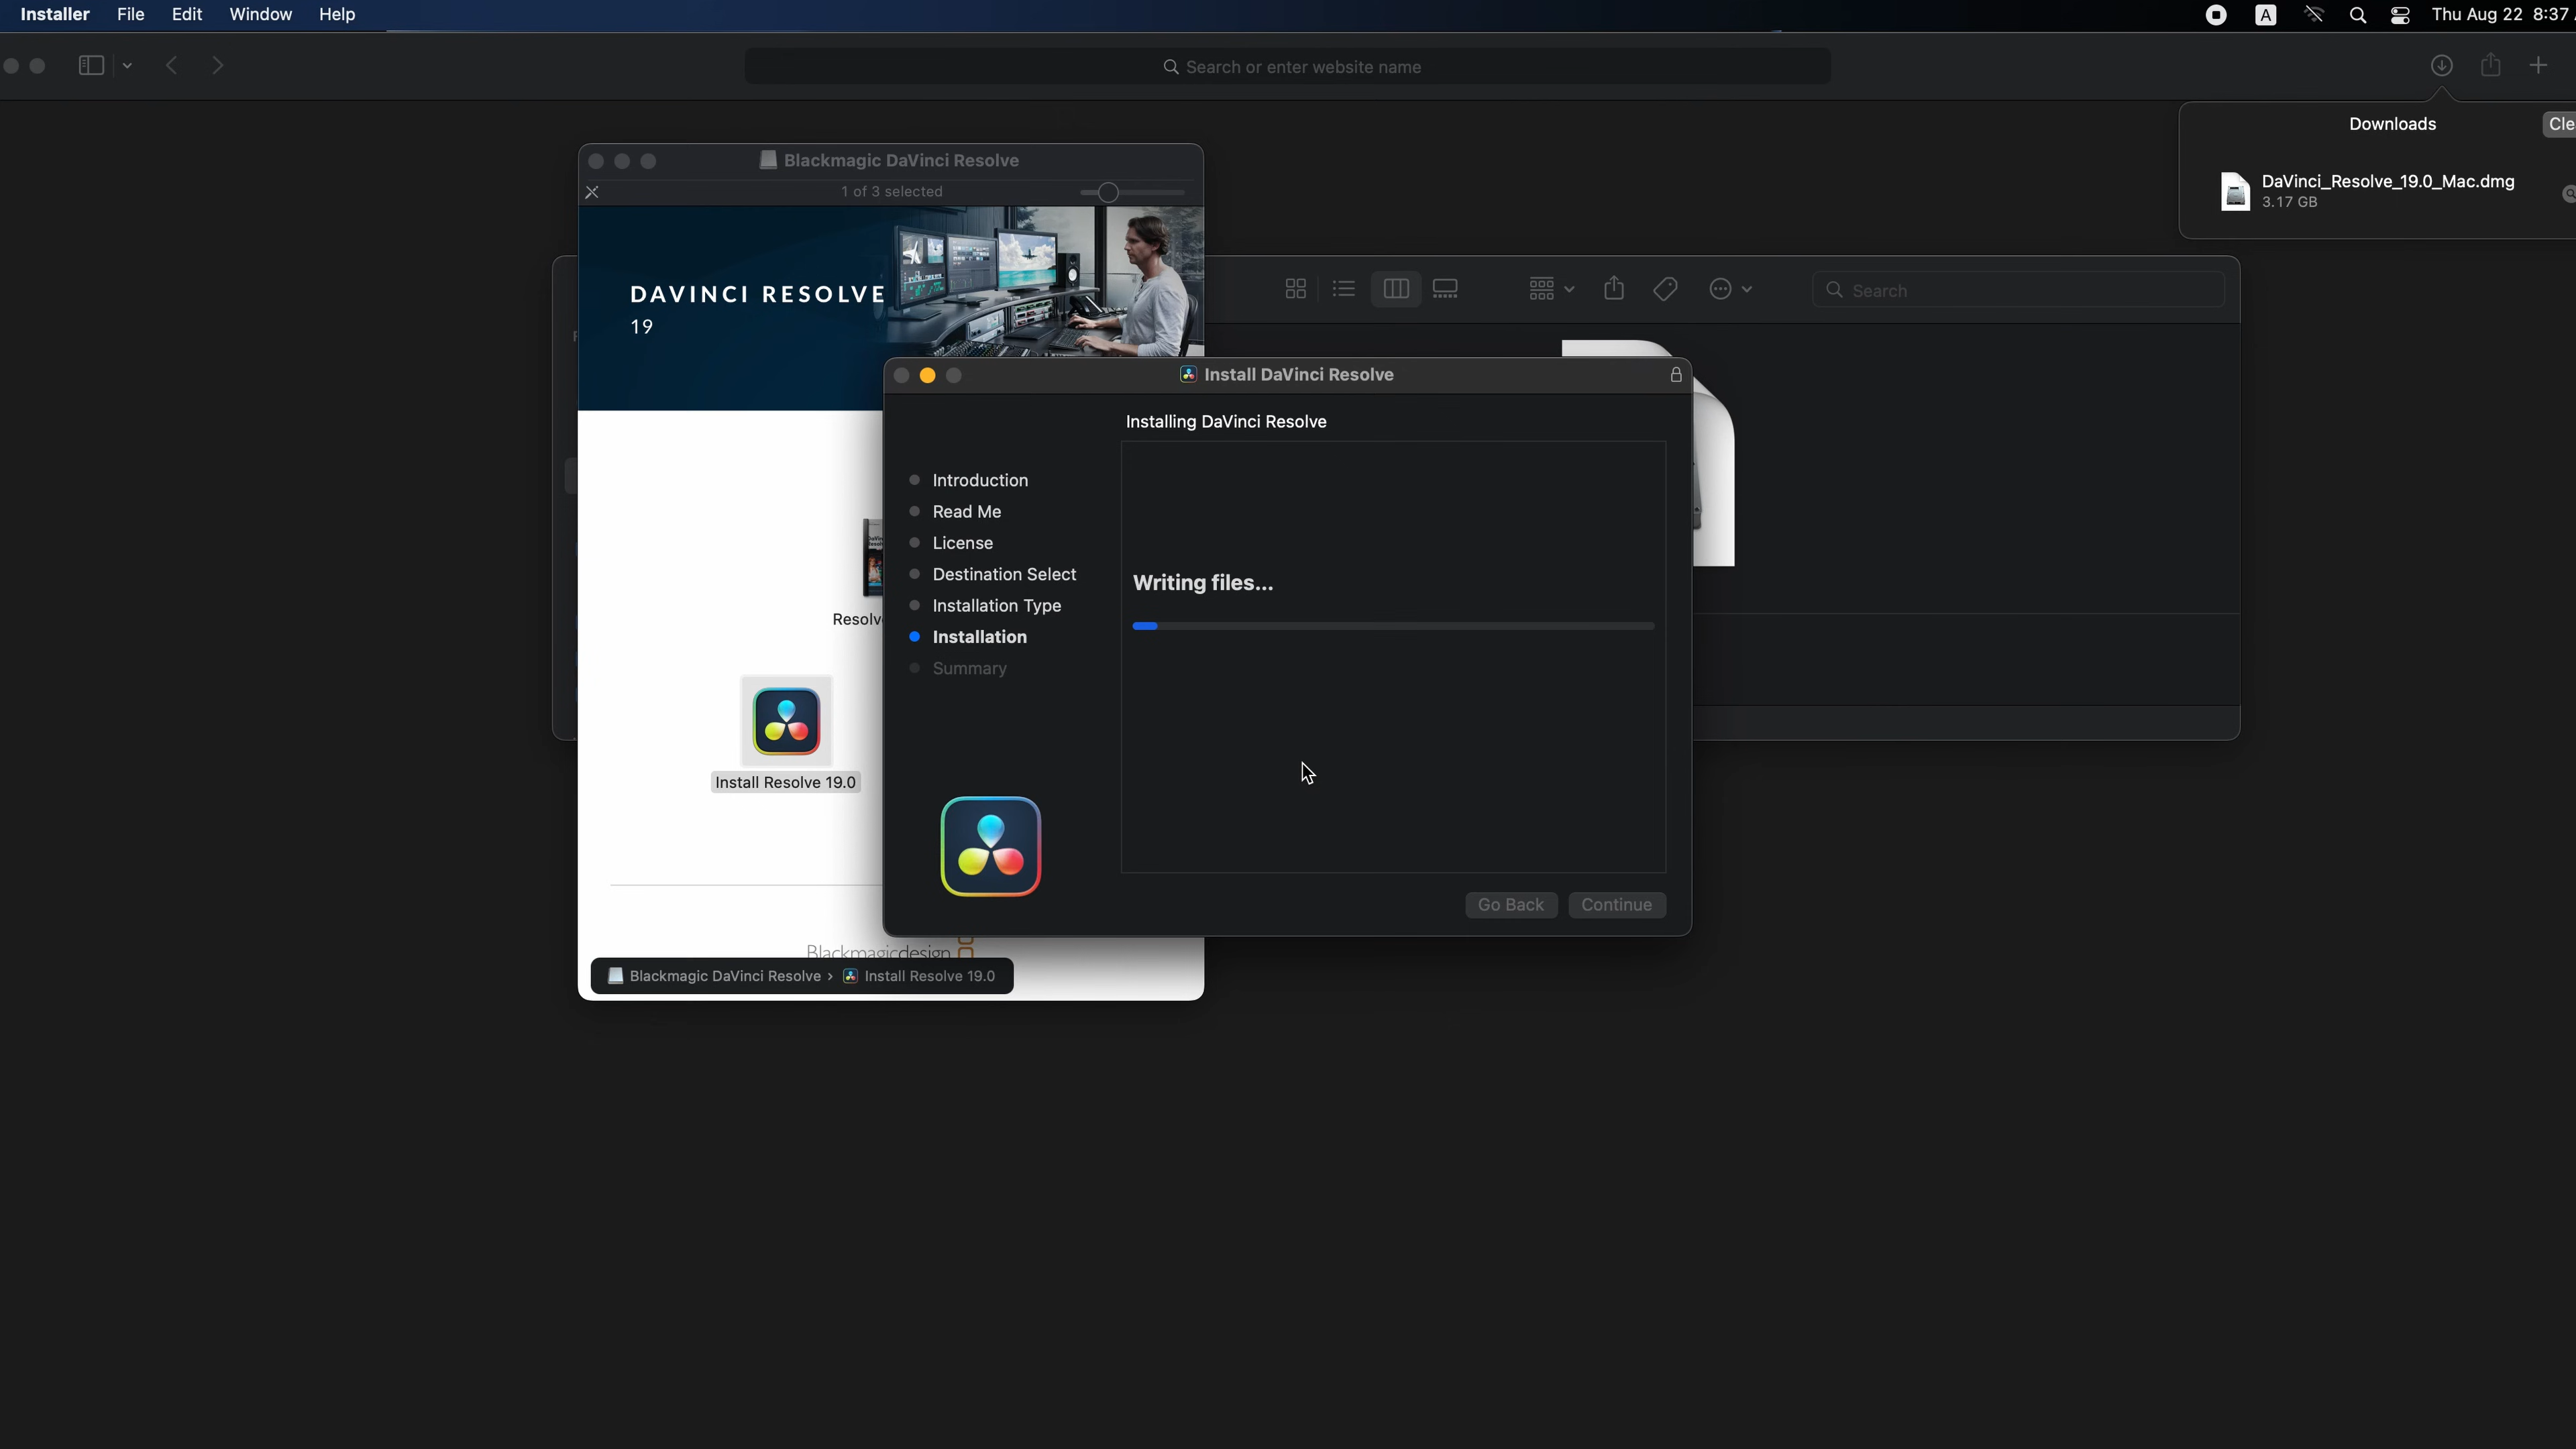 Installer File Edit Window Help
A Thu Aug 22 8:37
Search or enter website name
Downloads
DaVinci_Resolve_19.0_Mac.dmg
3.17 GB
Blackmagic DaVinci Resolve
1 of 3 selected
DAVINCI RESOLVE
19
Search
Install DaVinci Resolve
Installing DaVinci Resolve
Introduction
Read Me
License
Destination Select
Installation Type
Installation
Summary
Writing files...
Install Resolve 19.0
Go Back Continue
Blackmagicdesign
Blackmagic DaVinci Resolve › Install Resolve 19.0